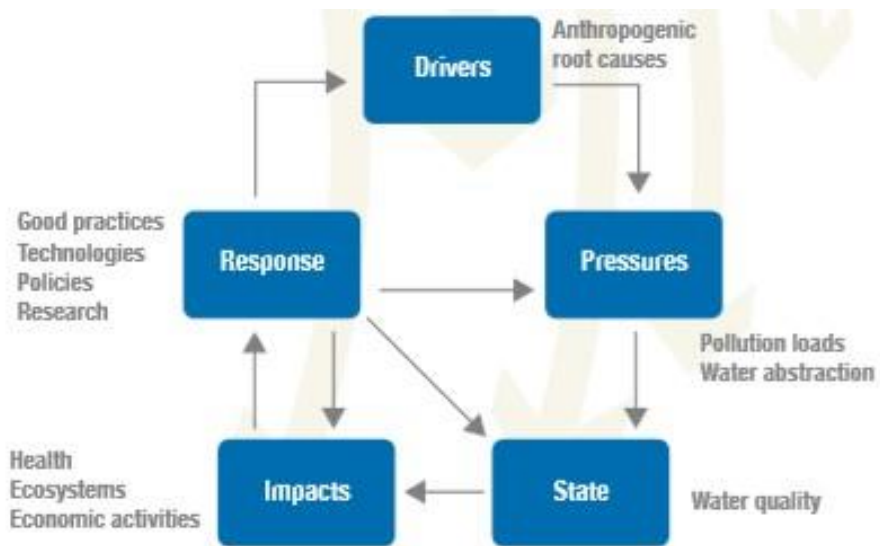 Drivers
Anthropogenic
root causes
Good practices
Technologies
Policies
Research
Response
Pressures
Pollution loads
Water abstraction
Health
Ecosystems
Economic activities
Impacts
State
Water quality